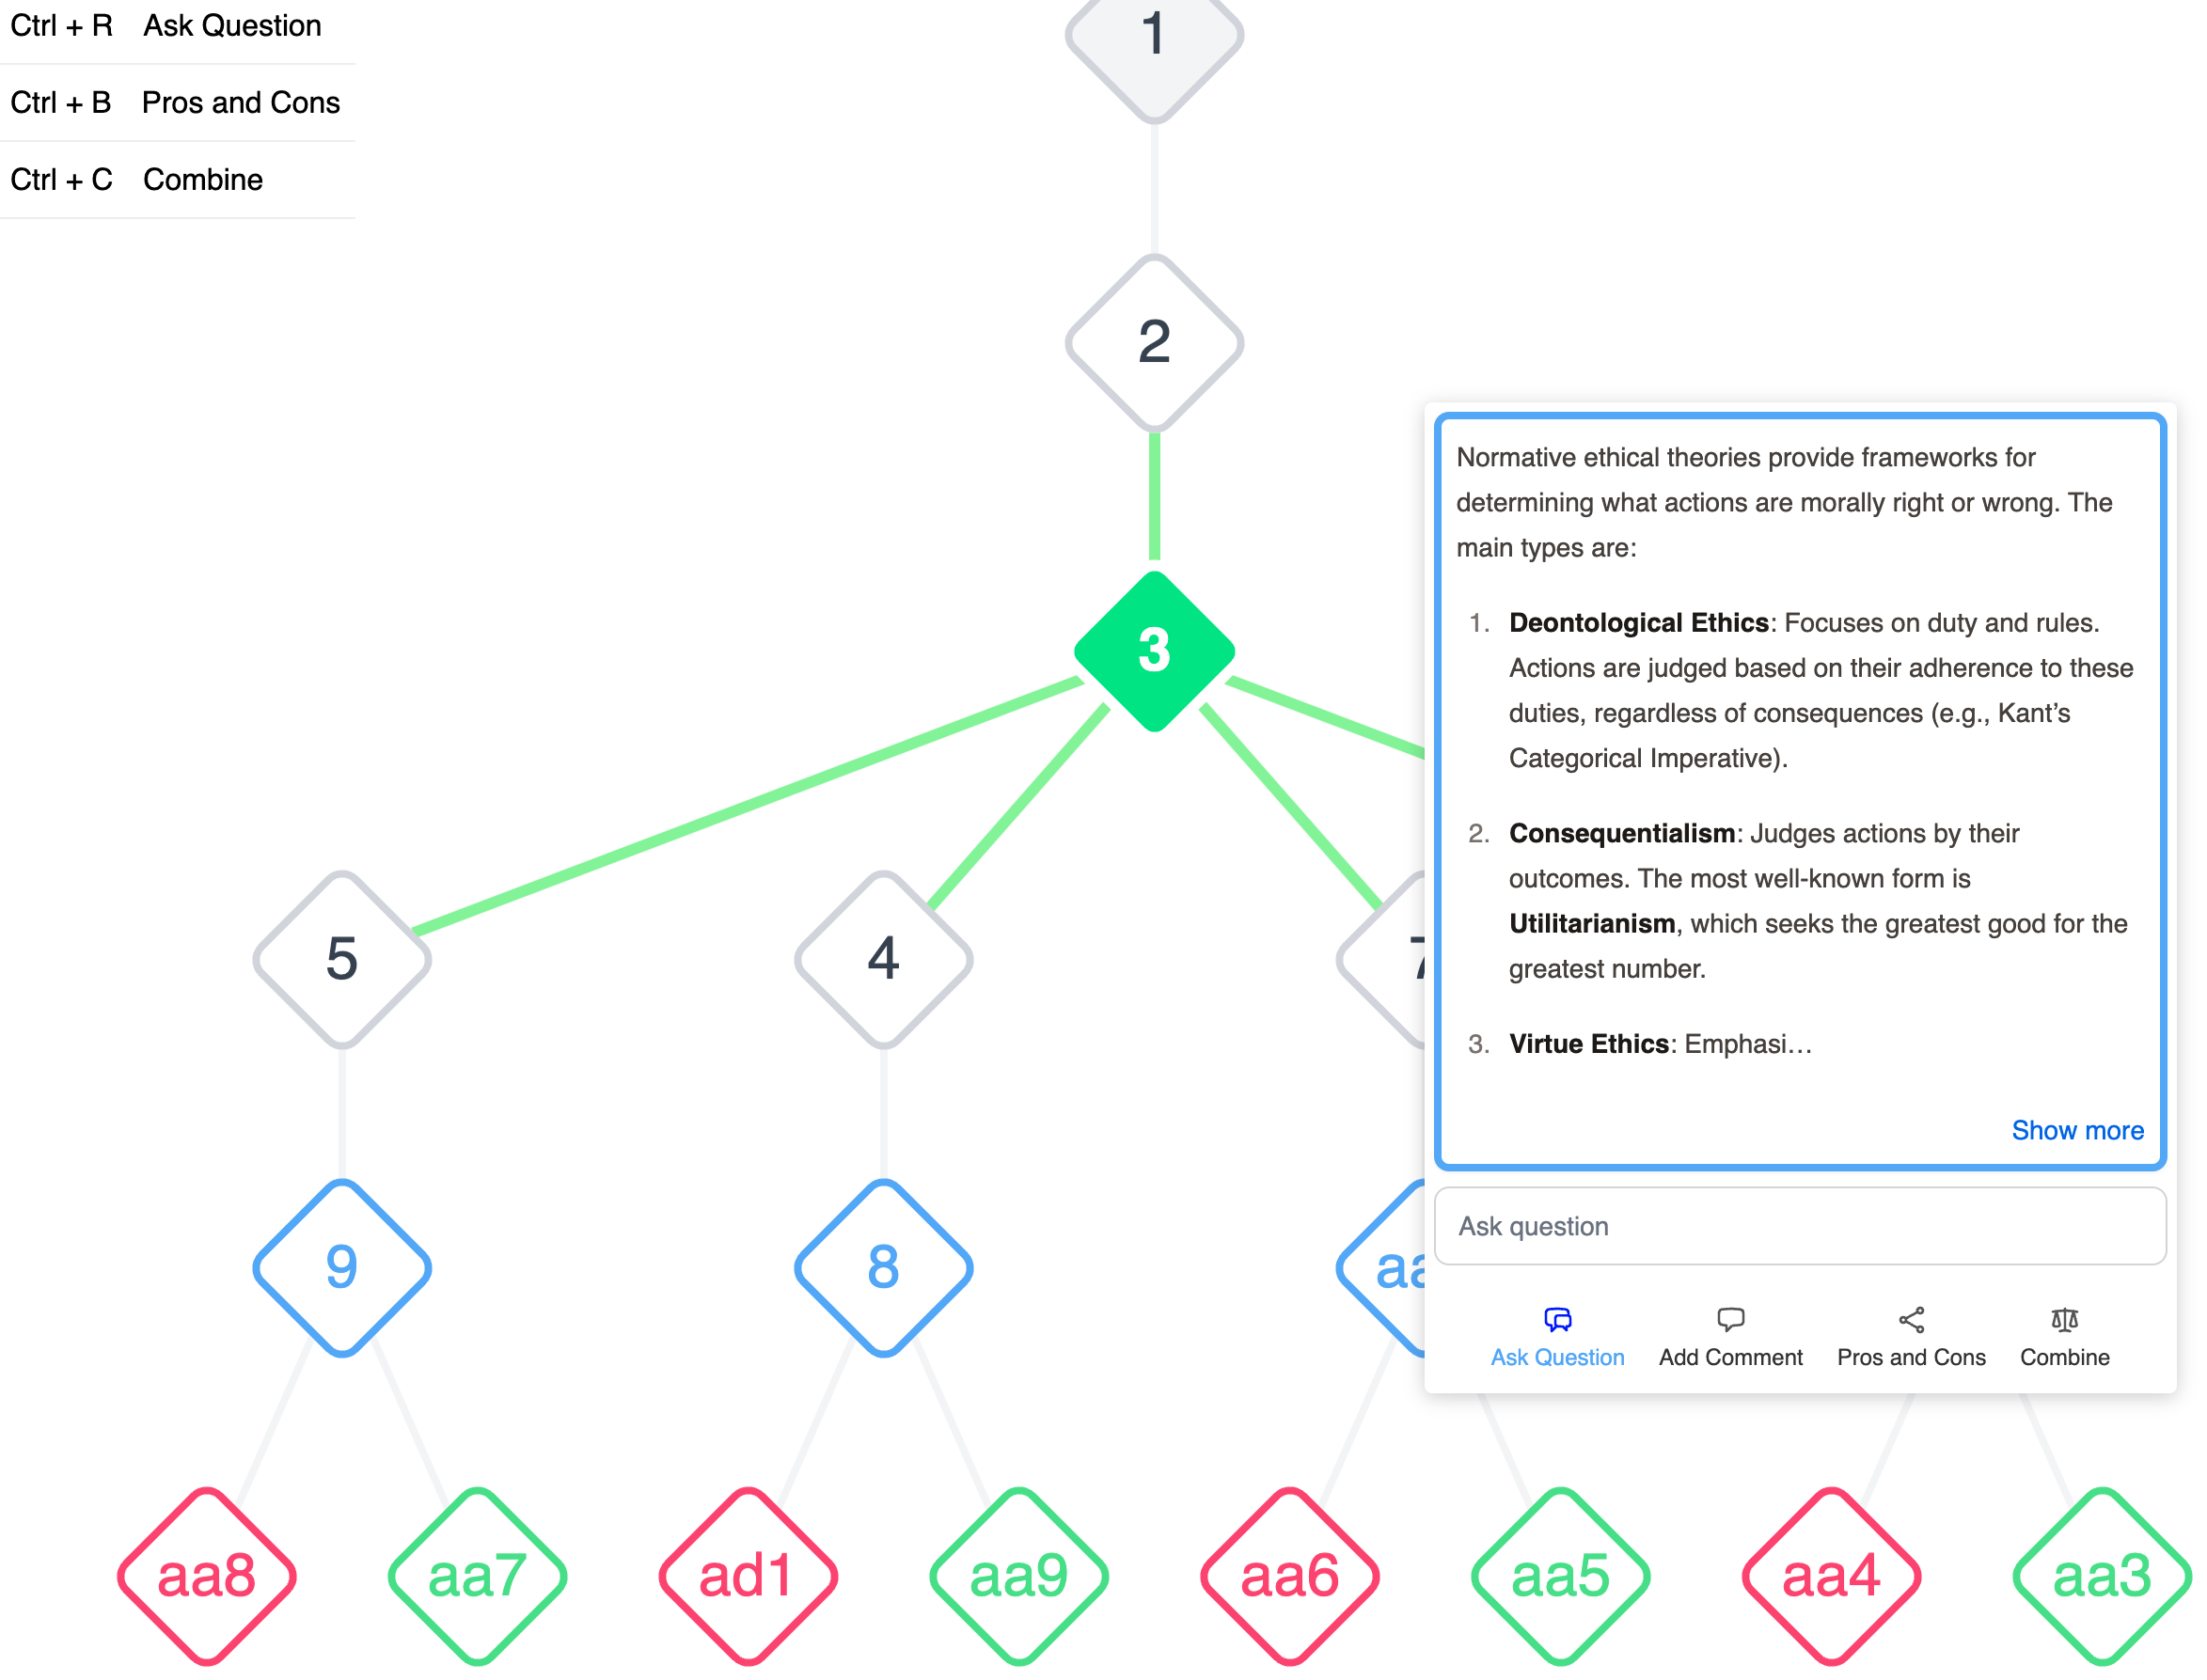 Ctrl + R Ask Question
Ctrl + B Pros and Cons
Ctrl + C Combine
1
2
3
5
4
9
8
aa8
aa7
ad1
aa9
aa6
aa5
aa4
aa3
Normative ethical theories provide frameworks for
determining what actions are morally right or wrong. The
main types are:
1. Deontological Ethics: Focuses on duty and rules.
Actions are judged based on their adherence to these
duties, regardless of consequences (e.g., Kant’s
Categorical Imperative).
2. Consequentialism: Judges actions by their
outcomes. The most well-known form is
Utilitarianism, which seeks the greatest good for the
greatest number.
3. Virtue Ethics: Emphasi…
Show more
Ask question
Ask Question
Add Comment
Pros and Cons
Combine